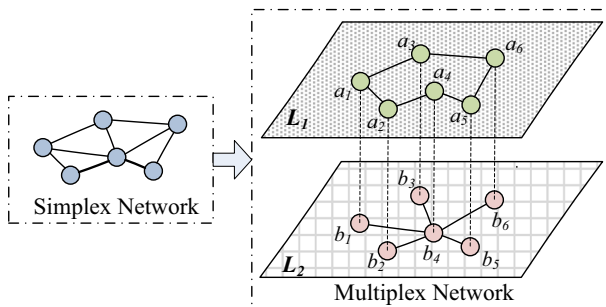 a3
a6
a1
a4
a2
a5
L1
Simplex Network
b3
b6
b1
b2
b4
b5
L2
Multiplex Network